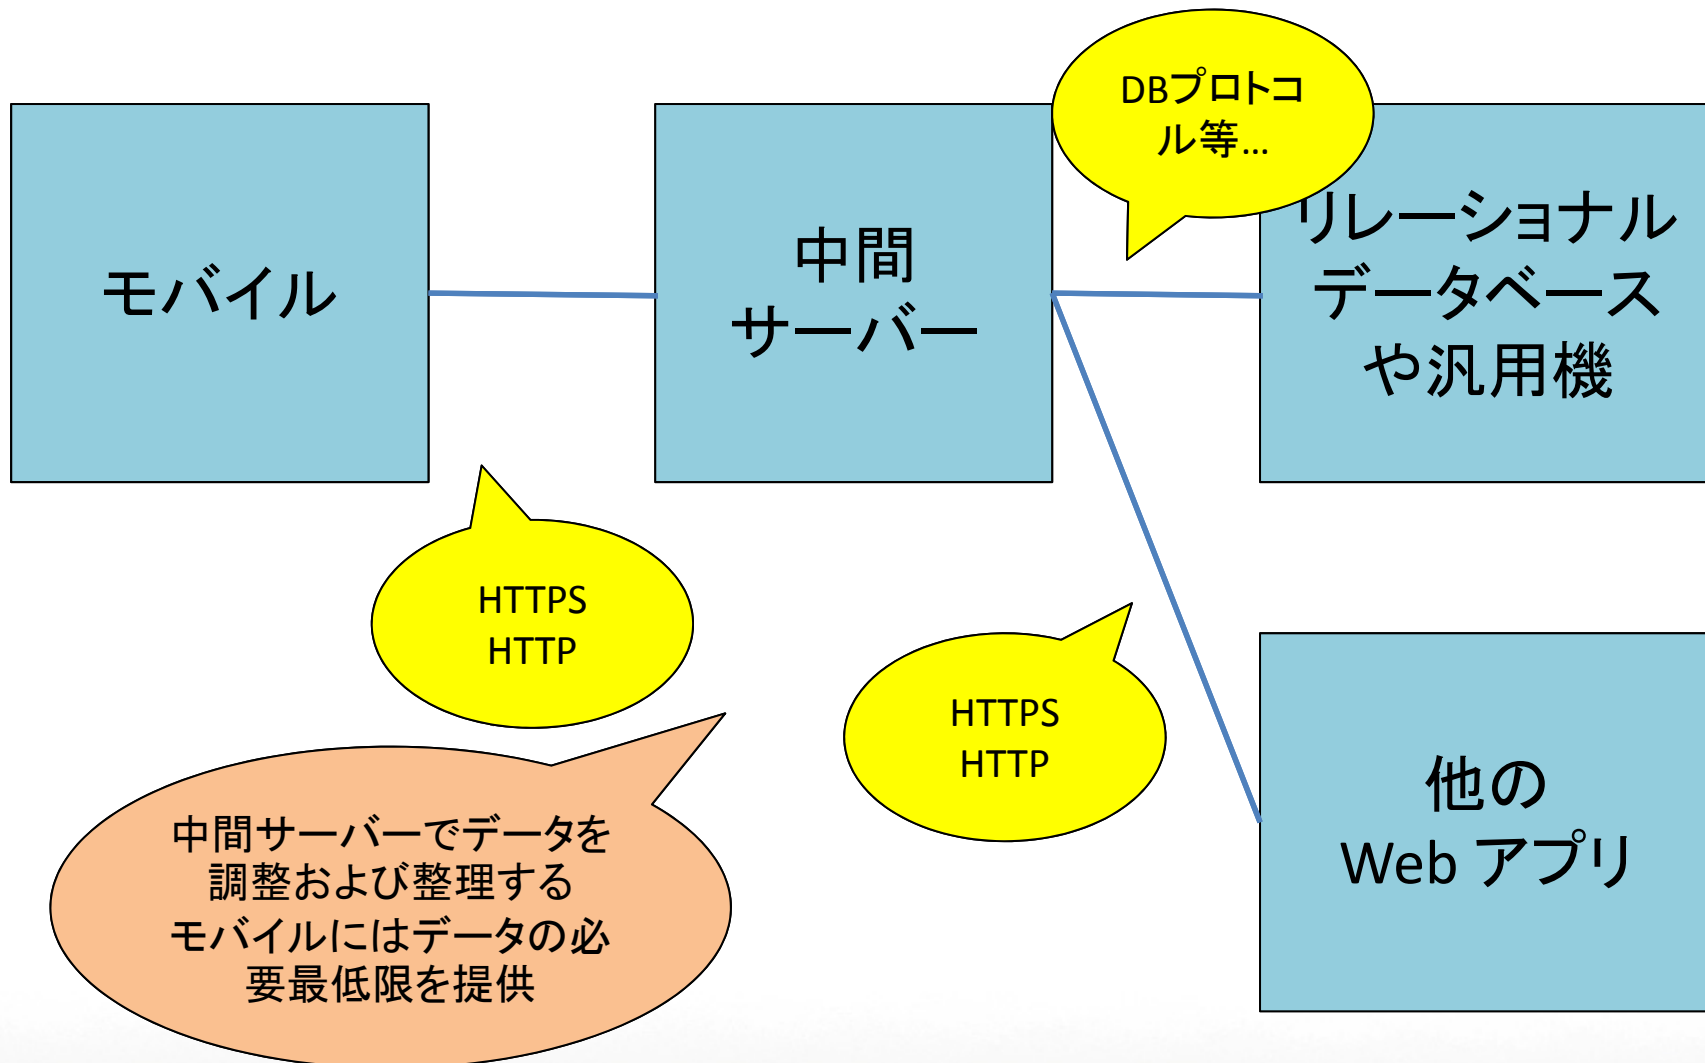 DBプロトコ
ル等…
モバイル
中間
サーバー
リレーショナル
データベース
や汎用機
HTTPS
HTTP
HTTPS
HTTP
中間サーバーでデータを
調整および整理する
モバイルにはデータの必
要最低限を提供
他の
Web アプリ